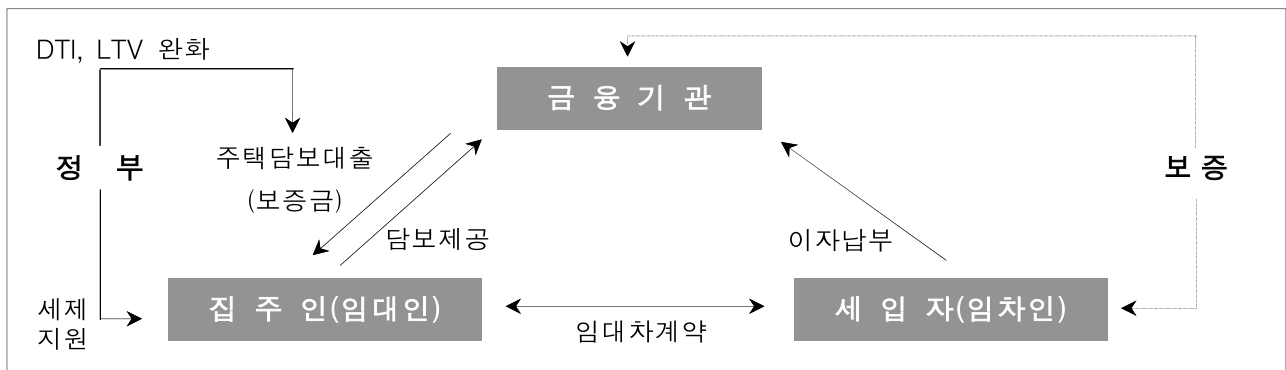 DTI, LTV 완화
금 융 기 관
정 부
주택담보대출
(보증금)
보 증
담보제공
이자납부
집 주 인(임대인)
세 입 자(임차인)
세제
지원
임대차계약